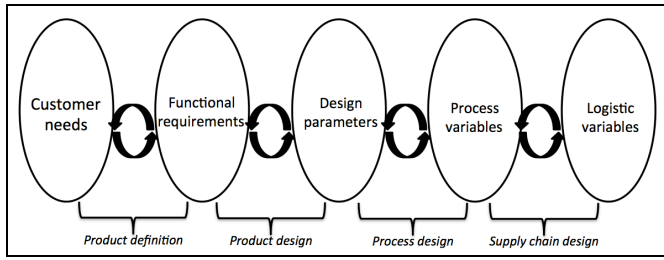 Customer
needs
Functional
requirements
Design
parameters
Process
variables
Logistic
variables
Product definition
Product design
Process design
Supply chain design